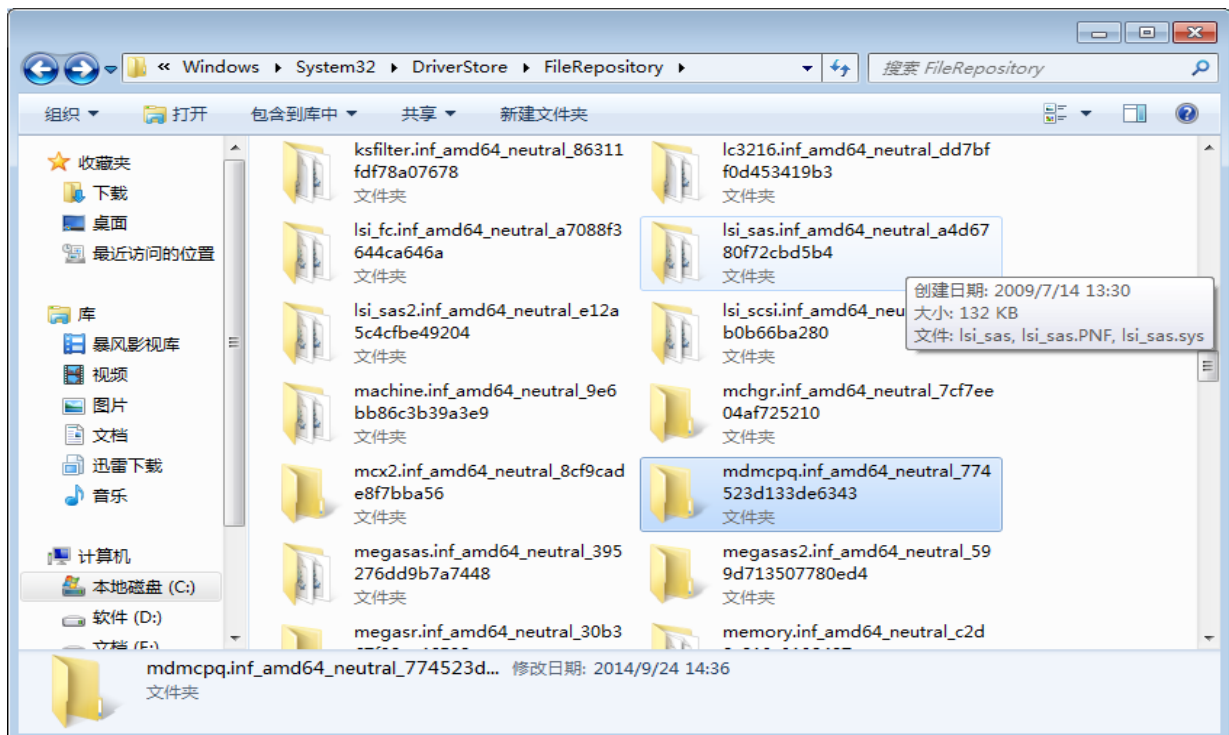 « Windows ▸ System32 ▸ DriverStore ▸ FileRepository ▸
搜索 FileRepository
组织 打开 包含到库中 共享 新建文件夹
收藏夹
下载
桌面
最近访问的位置
库
暴风影视库
视频
图片
文档
迅雷下载
音乐
计算机
本地磁盘 (C:)
软件 (D:)
文档 (E:)
ksfilter.inf_amd64_neutral_86311
fdf78a07678
文件夹
lc3216.inf_amd64_neutral_dd7bf
f0d453419b3
文件夹
lsi_fc.inf_amd64_neutral_a7088f3
644ca646a
文件夹
lsi_sas.inf_amd64_neutral_a4d67
80f72cbd5b4
文件夹
lsi_sas2.inf_amd64_neutral_e12a
5c4cfbe49204
文件夹
lsi_scsi.inf_amd64_neu
b0b66ba280
文件夹
创建日期: 2009/7/14 13:30
大小: 132 KB
文件: lsi_sas, lsi_sas.PNF, lsi_sas.sys
machine.inf_amd64_neutral_9e6
bb86c3b39a3e9
文件夹
mchgr.inf_amd64_neutral_7cf7ee
04af725210
文件夹
mcx2.inf_amd64_neutral_8cf9cad
e8f7bba56
文件夹
mdmcpq.inf_amd64_neutral_774
523d133de6343
文件夹
megasas.inf_amd64_neutral_395
276dd9b7a7448
文件夹
megasas2.inf_amd64_neutral_59
9d713507780ed4
文件夹
megasr.inf_amd64_neutral_30b3
memory.inf_amd64_neutral_c2d
mdmcpq.inf_amd64_neutral_774523d... 修改日期: 2014/9/24 14:36
文件夹